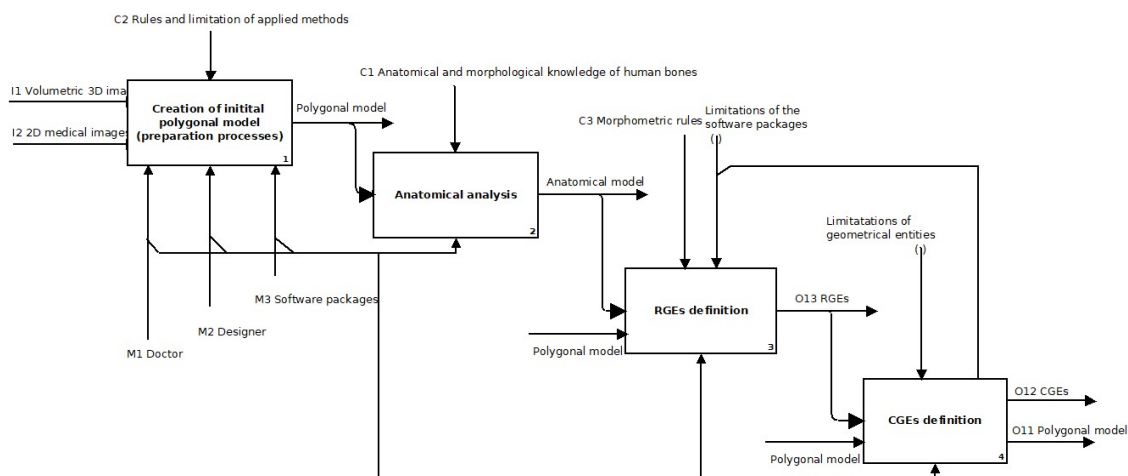 C2 Rules and limitation of applied methods
C1 Anatomical and morphological knowledge of human bones
I1 Volumetric 3D ima
Creation of initital
polygonal model
(preparation processes)
1
Polygonal model
I2 2D medical images
C3 Morphometric rules
Limitations of the
software packages
( )
Anatomical analysis
2
Anatomical model
Limitatations of
geometrical entities
( )
M3 Software packages
M2 Designer
M1 Doctor
O13 RGEs
RGEs definition
3
Polygonal model
O12 CGEs
CGEs definition
4
O11 Polygonal model
Polygonal model